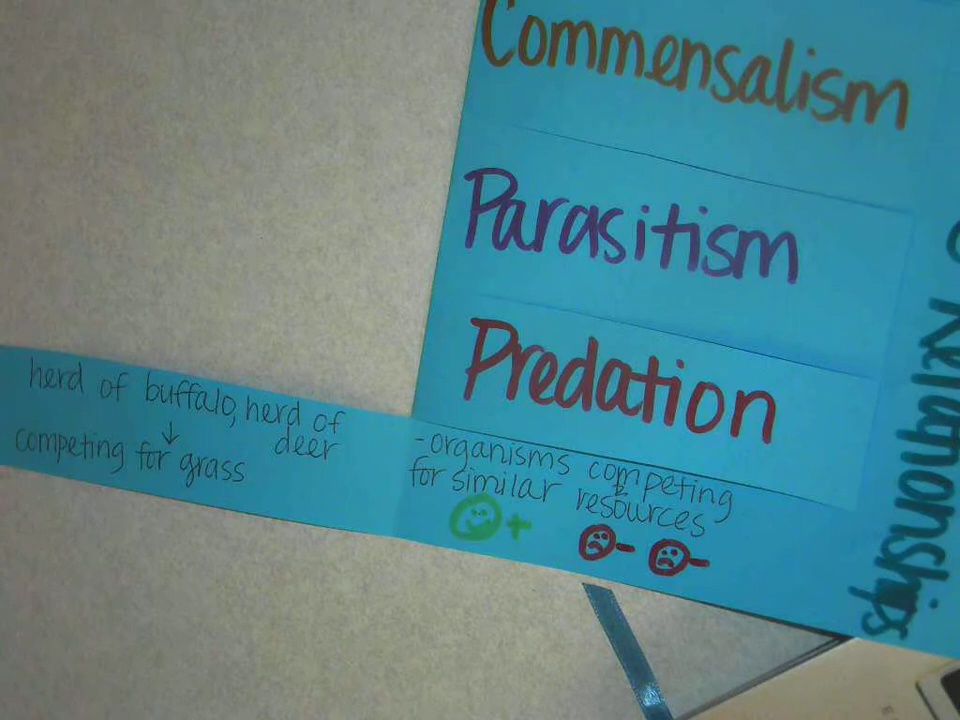 Commensalism
Parasitism
Predation
Relationships
herd of buffalo, herd of
deer
↓
competing for grass
-organisms competing
for similar resources
+
- -